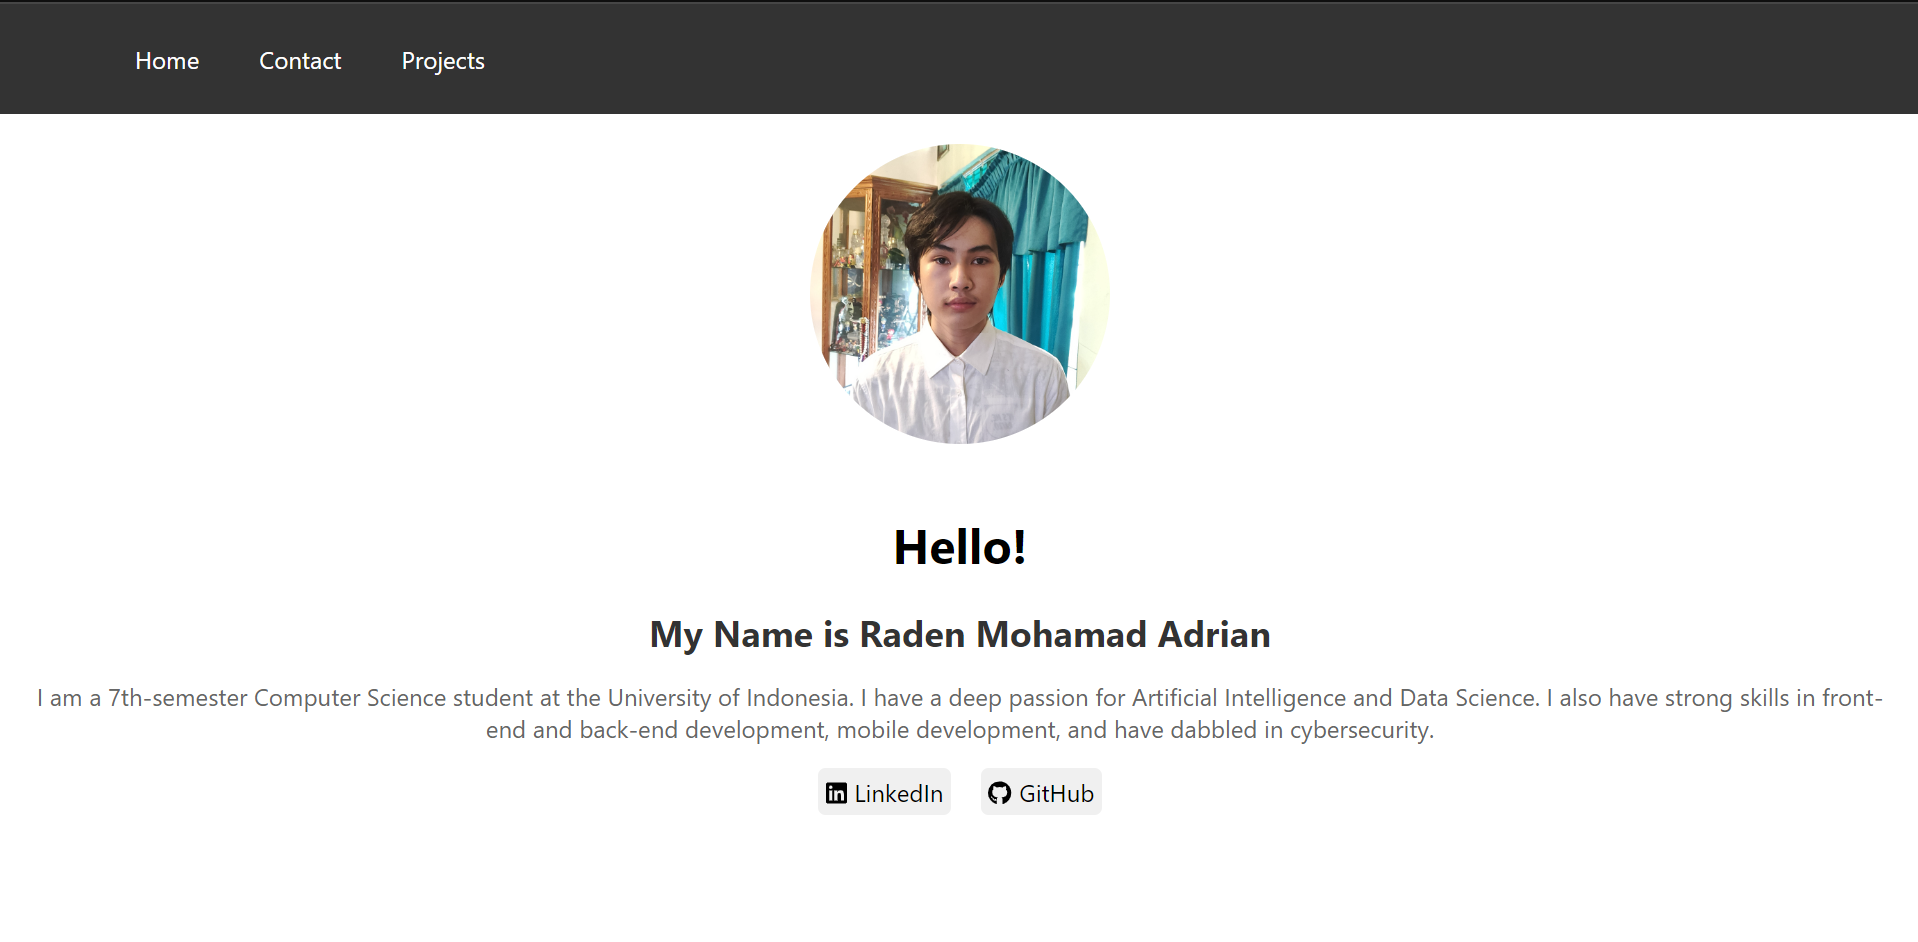 Home Contact Projects
Hello!
My Name is Raden Mohamad Adrian
I am a 7th-semester Computer Science student at the University of Indonesia. I have a deep passion for Artificial Intelligence and Data Science. I also have strong skills in front-
end and back-end development, mobile development, and have dabbled in cybersecurity.
LinkedIn GitHub